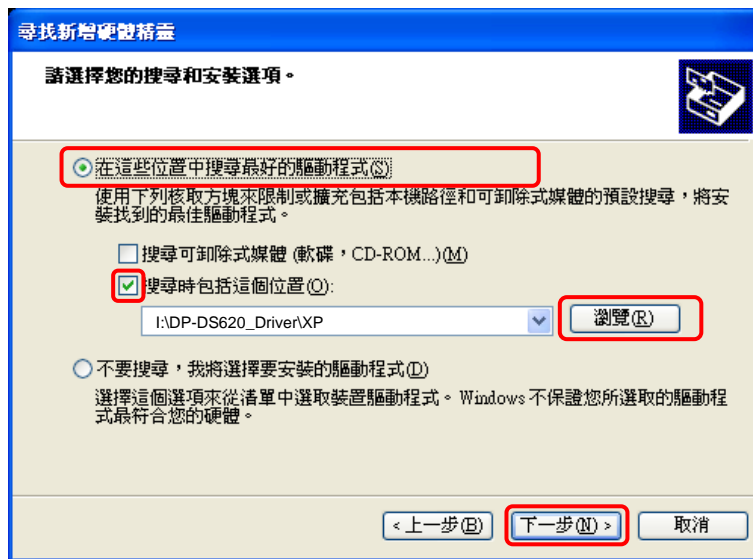 尋找新增硬體精靈
請選擇您的搜尋和安裝選項。
在這些位置中搜尋最好的驅動程式(S)
使用下列核取方塊來限制或擴充包括本機路徑和可卸除式媒體的預設搜尋，將安
裝找到的最佳驅動程式。
搜尋可卸除式媒體 (軟碟，CD-ROM...)(M)
搜尋時包括這個位置(O):
I:\DP-DS620_Driver\XP
瀏覽(R)
不要搜尋，我將選擇要安裝的驅動程式(D)
選擇這個選項來從清單中選取裝置驅動程式。Windows 不保證您所選取的驅動程
式最符合您的硬體。
< 上一步(B)
下一步(N) >
取消